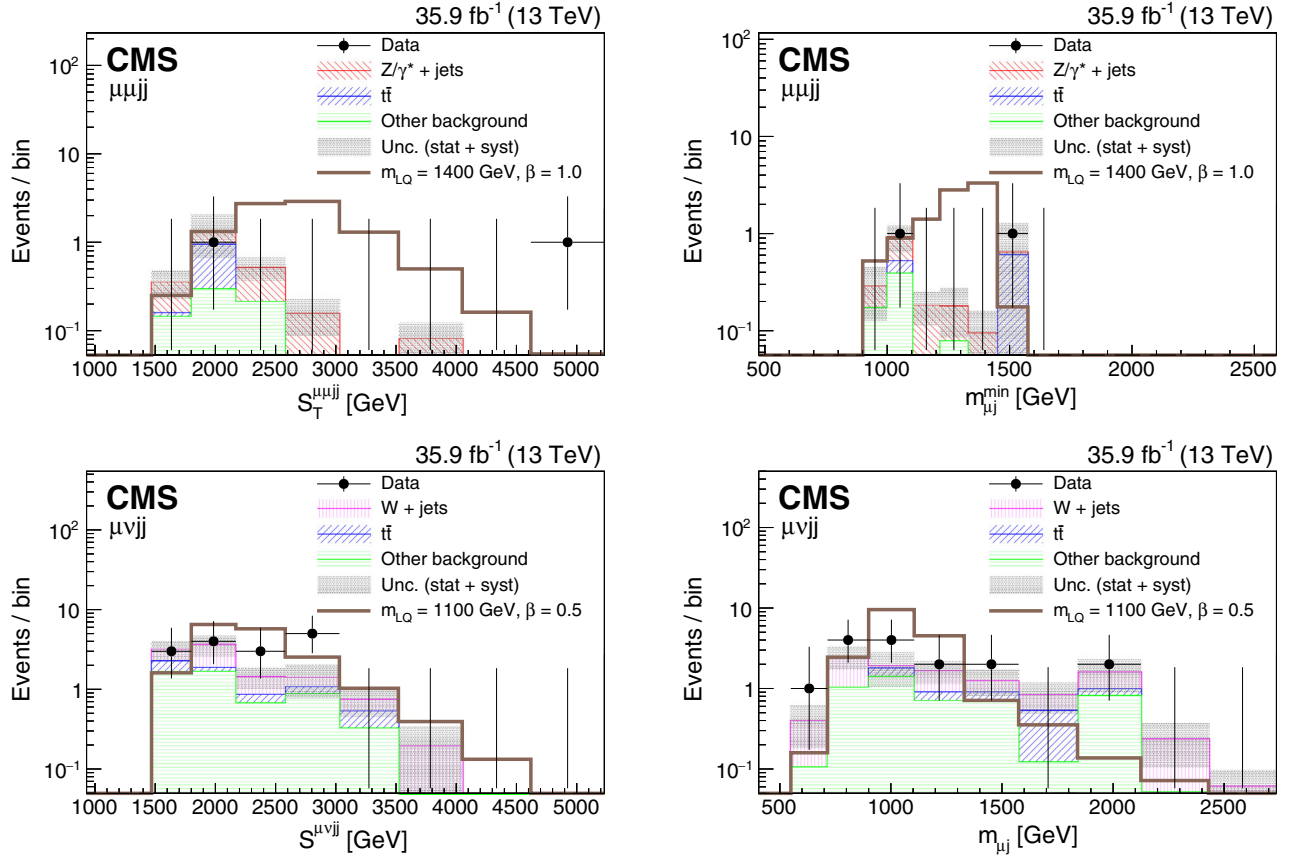 35.9 fb⁻¹ (13 TeV)
CMS
μμjj
Data
Z/γ* + jets
tt̄
Other background
Unc. (stat + syst)
m_LQ = 1400 GeV, β = 1.0
Events / bin
10²
10
1
10⁻¹
1000 1500 2000 2500 3000 3500 4000 4500 5000
S_T^μμjj [GeV]
35.9 fb⁻¹ (13 TeV)
CMS
μμjj
Data
Z/γ* + jets
tt̄
Other background
Unc. (stat + syst)
m_LQ = 1400 GeV, β = 1.0
Events / bin
10²
10
1
10⁻¹
500 1000 1500 2000 2500
m_μj^min [GeV]
35.9 fb⁻¹ (13 TeV)
CMS
μνjj
Data
W + jets
tt̄
Other background
Unc. (stat + syst)
m_LQ = 1100 GeV, β = 0.5
Events / bin
10²
10
1
10⁻¹
1000 1500 2000 2500 3000 3500 4000 4500 5000
S^μνjj [GeV]
35.9 fb⁻¹ (13 TeV)
CMS
μνjj
Data
W + jets
tt̄
Other background
Unc. (stat + syst)
m_LQ = 1100 GeV, β = 0.5
Events / bin
10²
10
1
10⁻¹
500 1000 1500 2000 2500
m_μj [GeV]